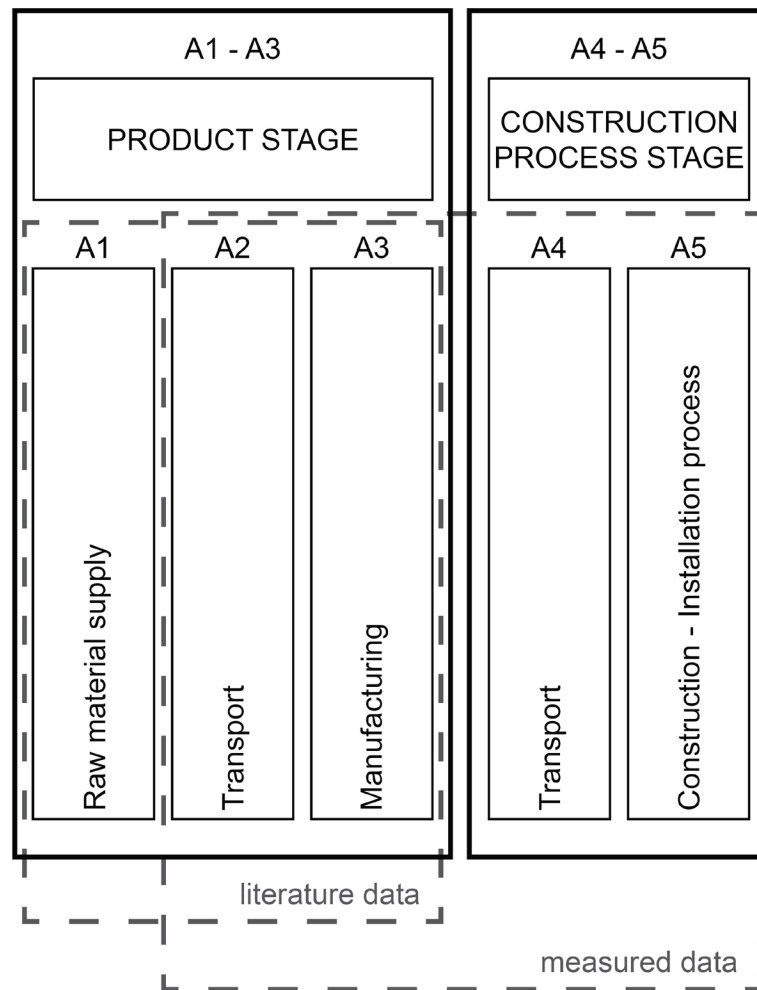 A1 - A3
PRODUCT STAGE
A1
A2
A3
Raw material supply
Transport
Manufacturing
A4 - A5
CONSTRUCTION
PROCESS STAGE
A4
A5
Transport
Construction - Installation process
literature data
measured data